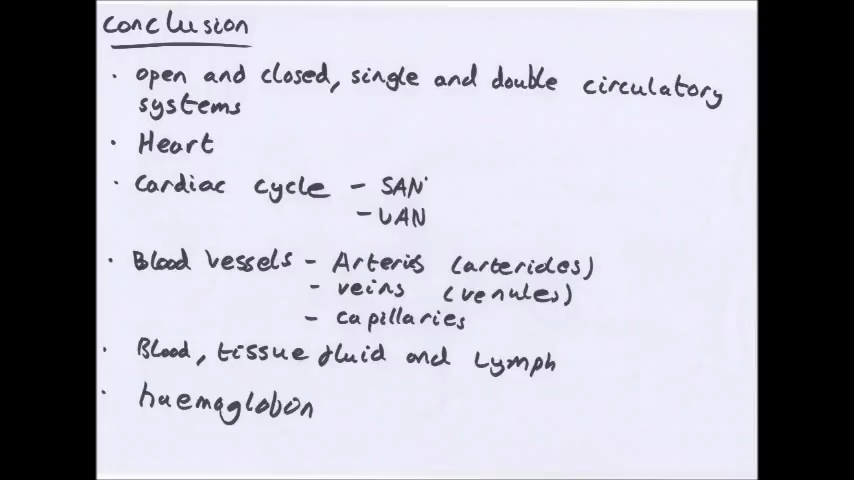 Conclusion
· open and closed, single and double circulatory
systems
· Heart
· Cardiac cycle - SAN
- UAN
· Blood vessels - Arteries (arterioles)
- veins (venules)
- capillaries
· Blood, tissue fluid and Lymph
· haemaglobon